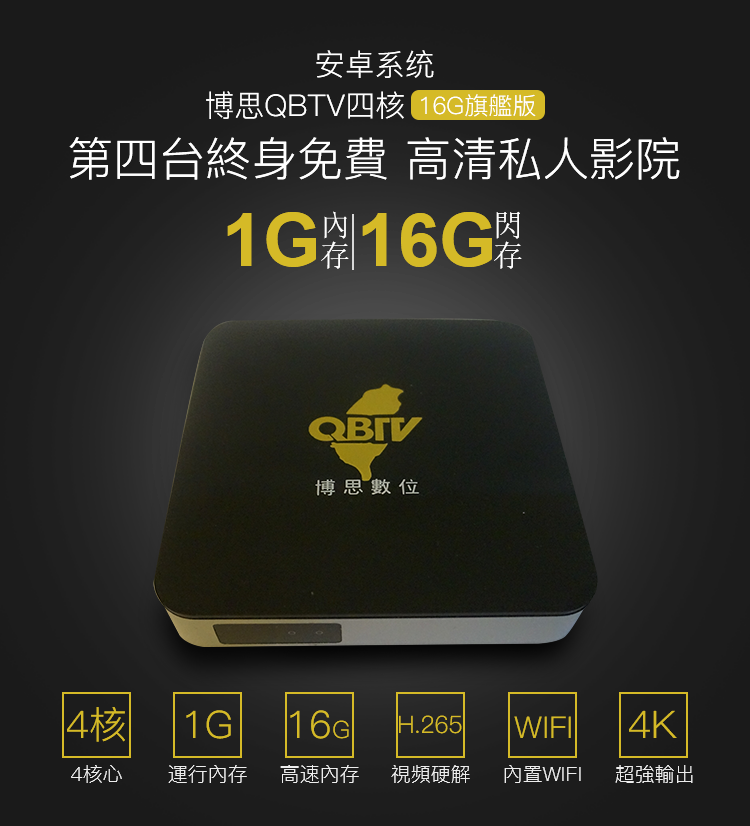 安卓系统
博思QBTV四核 16G旗艦版
第四台終身免費 高清私人影院
1G內存|16G閃存
QBTV
博思數位
4核 1G 16G H.265 WIFI 4K
4核心 運行內存 高速內存 視頻硬解 內置WIFI 超強輸出